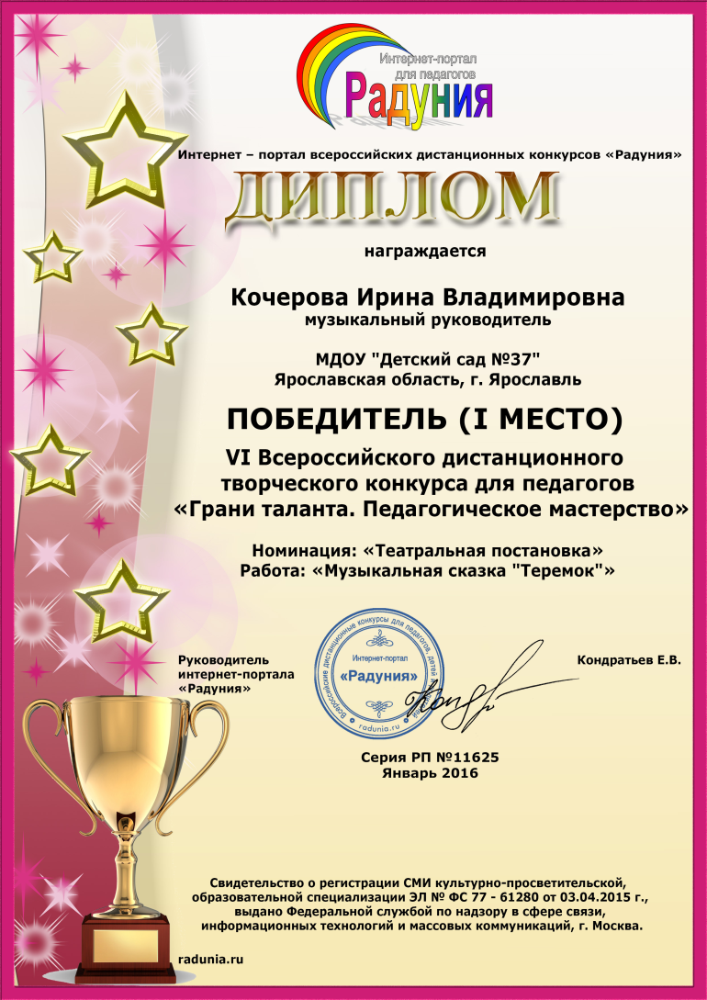 Интернет-портал
для педагогов
Радуния
Интернет – портал всероссийских дистанционных конкурсов «Радуния»
ДИПЛОМ
награждается
Кочерова Ирина Владимировна
музыкальный руководитель
МДОУ "Детский сад №37"
Ярославская область, г. Ярославль
ПОБЕДИТЕЛЬ (I МЕСТО)
VI Всероссийского дистанционного
творческого конкурса для педагогов
«Грани таланта. Педагогическое мастерство»
Номинация: «Театральная постановка»
Работа: «Музыкальная сказка "Теремок"»
Руководитель
интернет-портала
«Радуния»
Всероссийские дистанционные конкурсы для педагогов, детей
Интернет-портал
«Радуния»
radunia.ru
Кондратьев Е.В.
Серия РП №11625
Январь 2016
Свидетельство о регистрации СМИ культурно-просветительской,
образовательной специализации ЭЛ № ФС 77 - 61280 от 03.04.2015 г.,
выдано Федеральной службой по надзору в сфере связи,
информационных технологий и массовых коммуникаций, г. Москва.
radunia.ru